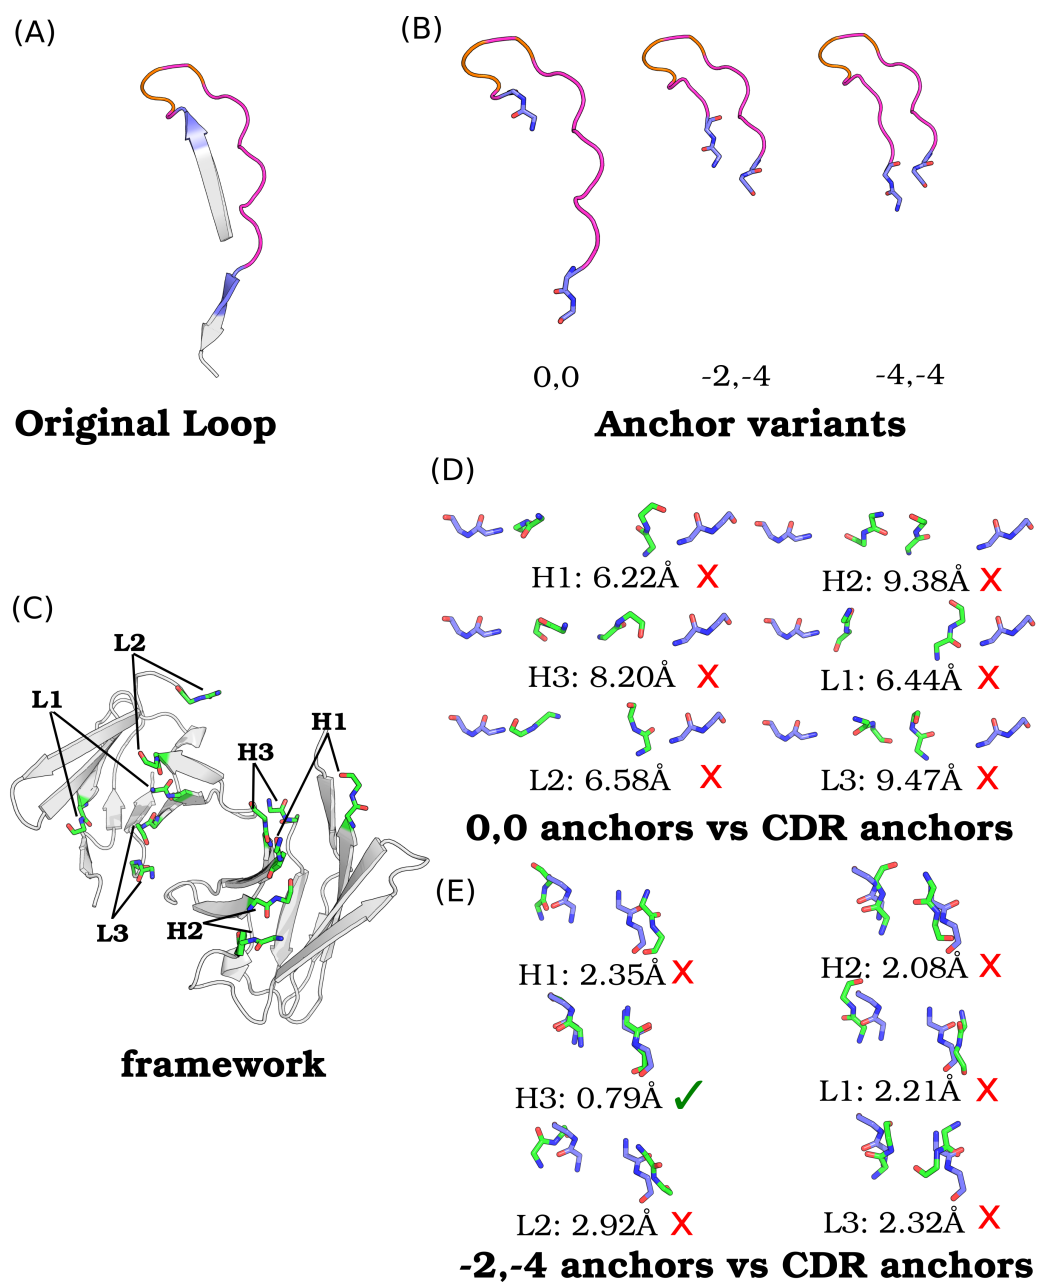 (A)
Original Loop
(B)
0,0
-2,-4
-4,-4
Anchor variants
(C)
L2
L1
H1
H3
L3
H2
framework
(D)
H1: 6.22Å X
H2: 9.38Å X
H3: 8.20Å X
L1: 6.44Å X
L2: 6.58Å X
L3: 9.47Å X
0,0 anchors vs CDR anchors
(E)
H1: 2.35Å X
H2: 2.08Å X
H3: 0.79Å ✓
L1: 2.21Å X
L2: 2.92Å X
L3: 2.32Å X
-2,-4 anchors vs CDR anchors